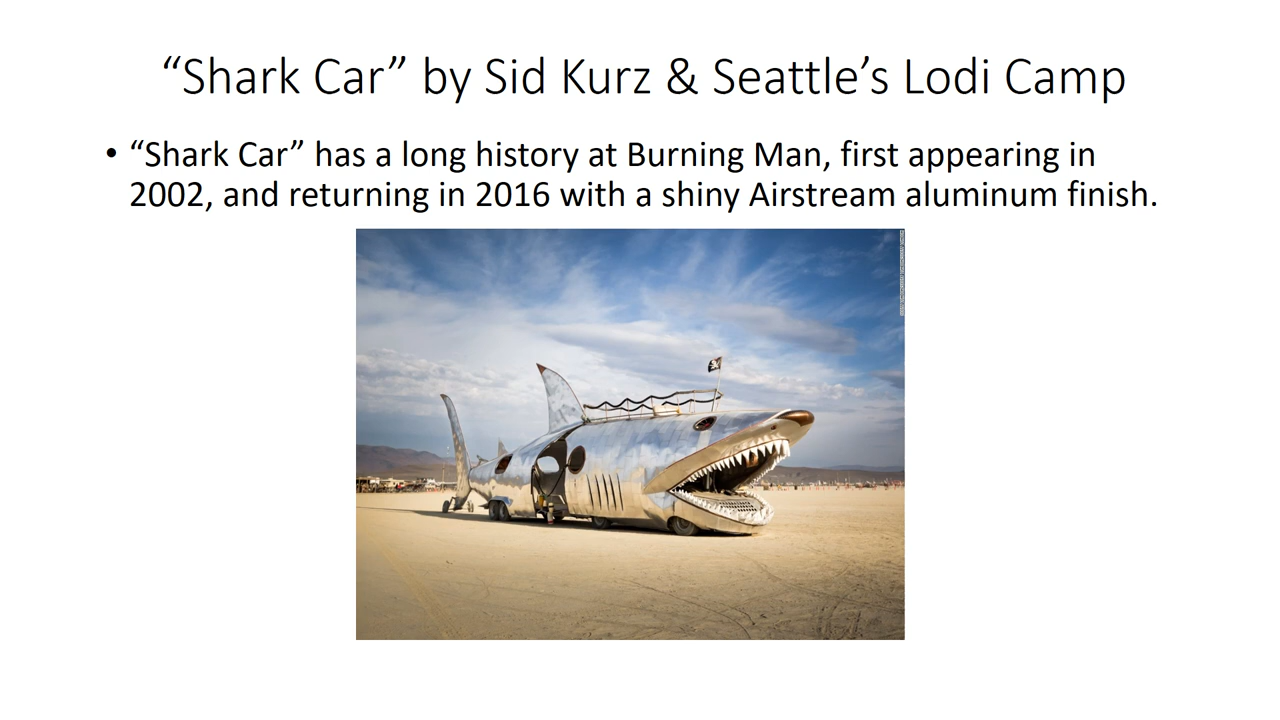 “Shark Car” by Sid Kurz & Seattle’s Lodi Camp
• “Shark Car” has a long history at Burning Man, first appearing in
2002, and returning in 2016 with a shiny Airstream aluminum finish.